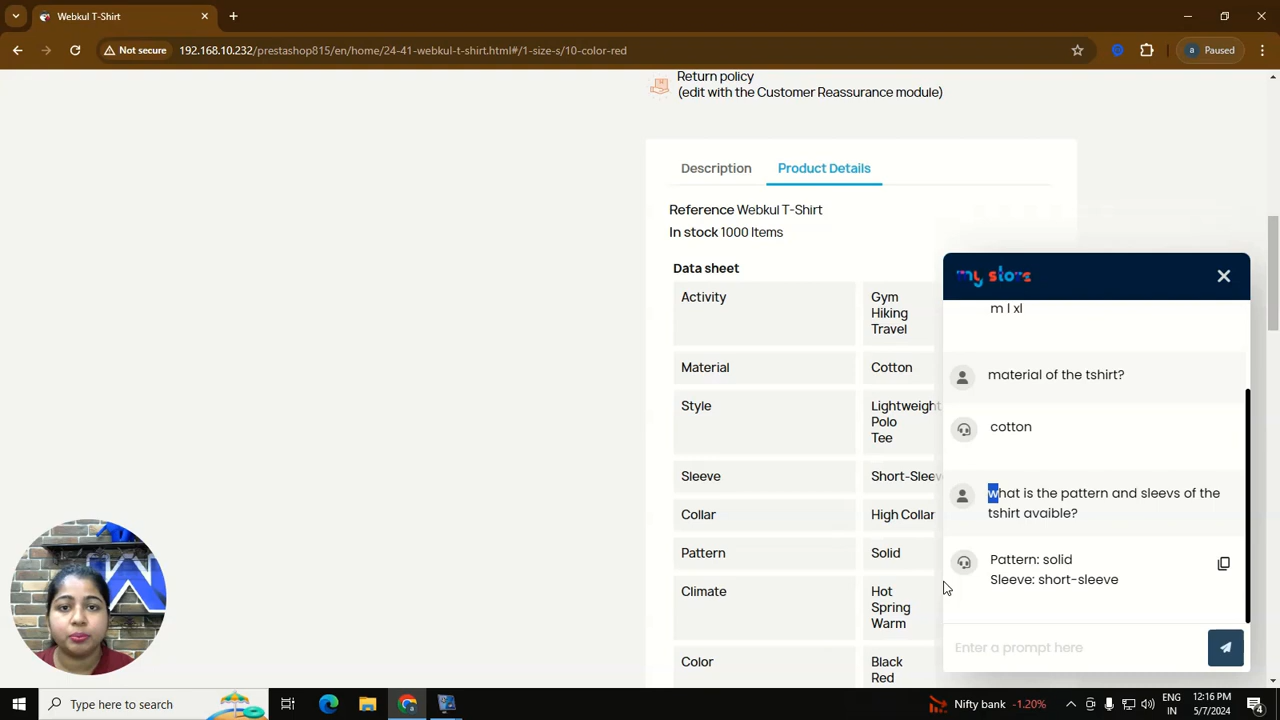 Webkul T-Shirt
Not secure
192.168.10.232/prestashop815/en/home/24-41-webkul-t-shirt.html#/1-size-s/10-color-red
a
Paused
Return policy
(edit with the Customer Reassurance module)
Description
Product Details
Reference Webkul T-Shirt
In stock 1000 Items
Data sheet
Activity
Gym
Hiking
Travel
Material
Cotton
Style
Lightweight
Polo
Tee
Sleeve
Short-Sleev
Collar
High Collar
Pattern
Solid
Climate
Hot
Spring
Warm
Color
Black
Red
my store
m l xl
material of the tshirt?
cotton
what is the pattern and sleevs of the
tshirt avaible?
Pattern: solid
Sleeve: short-sleeve
Enter a prompt here
Type here to search
Nifty bank -1.20%
ENG
IN
12:16 PM
5/7/2024
4